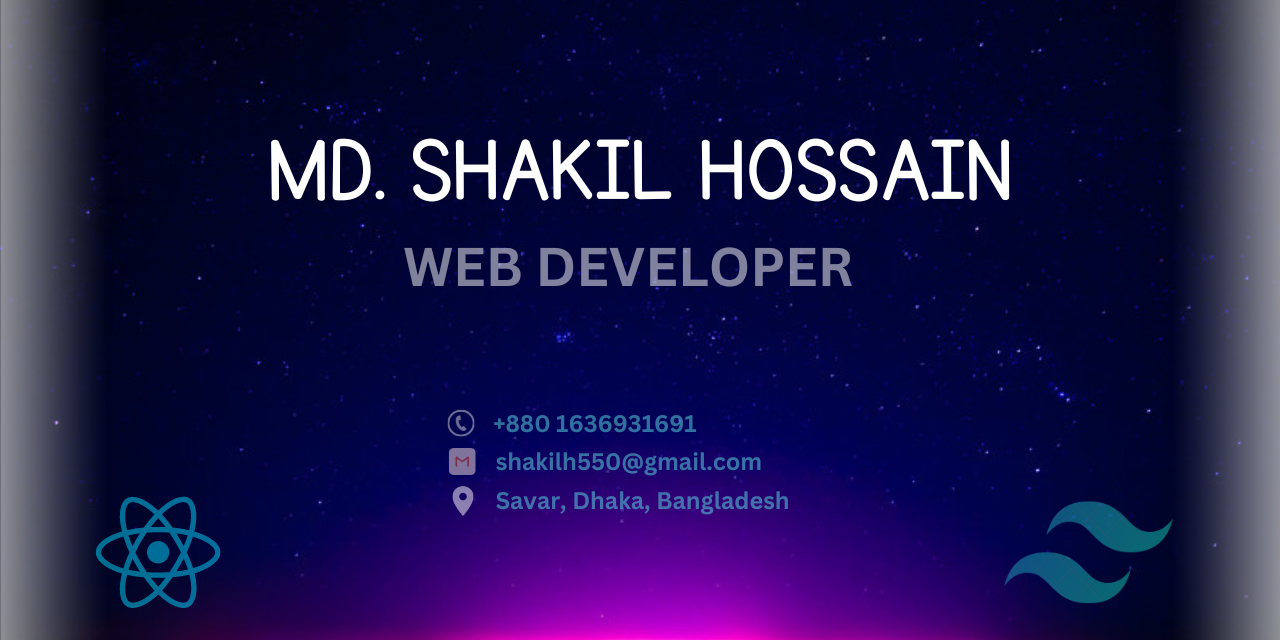 MD. SHAKIL HOSSAIN
WEB DEVELOPER
+880 1636931691
shakilh550@gmail.com
Savar, Dhaka, Bangladesh